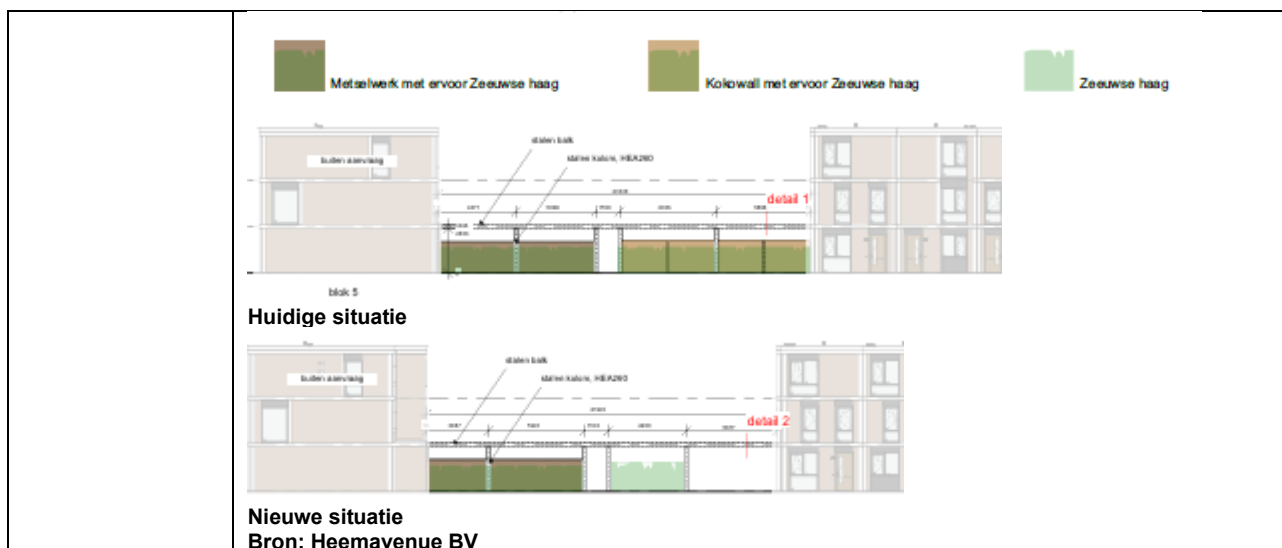 Metselwerk met ervoor Zeeuwse haag
Kokowall met ervoor Zeeuwse haag
Zeeuwse haag
stalen balk
buiten aanvraag
stalen kolom, HEA260
detail 1
blok 5
Huidige situatie
stalen balk
buiten aanvraag
stalen kolom, HEA260
detail 2
Nieuwe situatie
Bron: Heemavenue BV